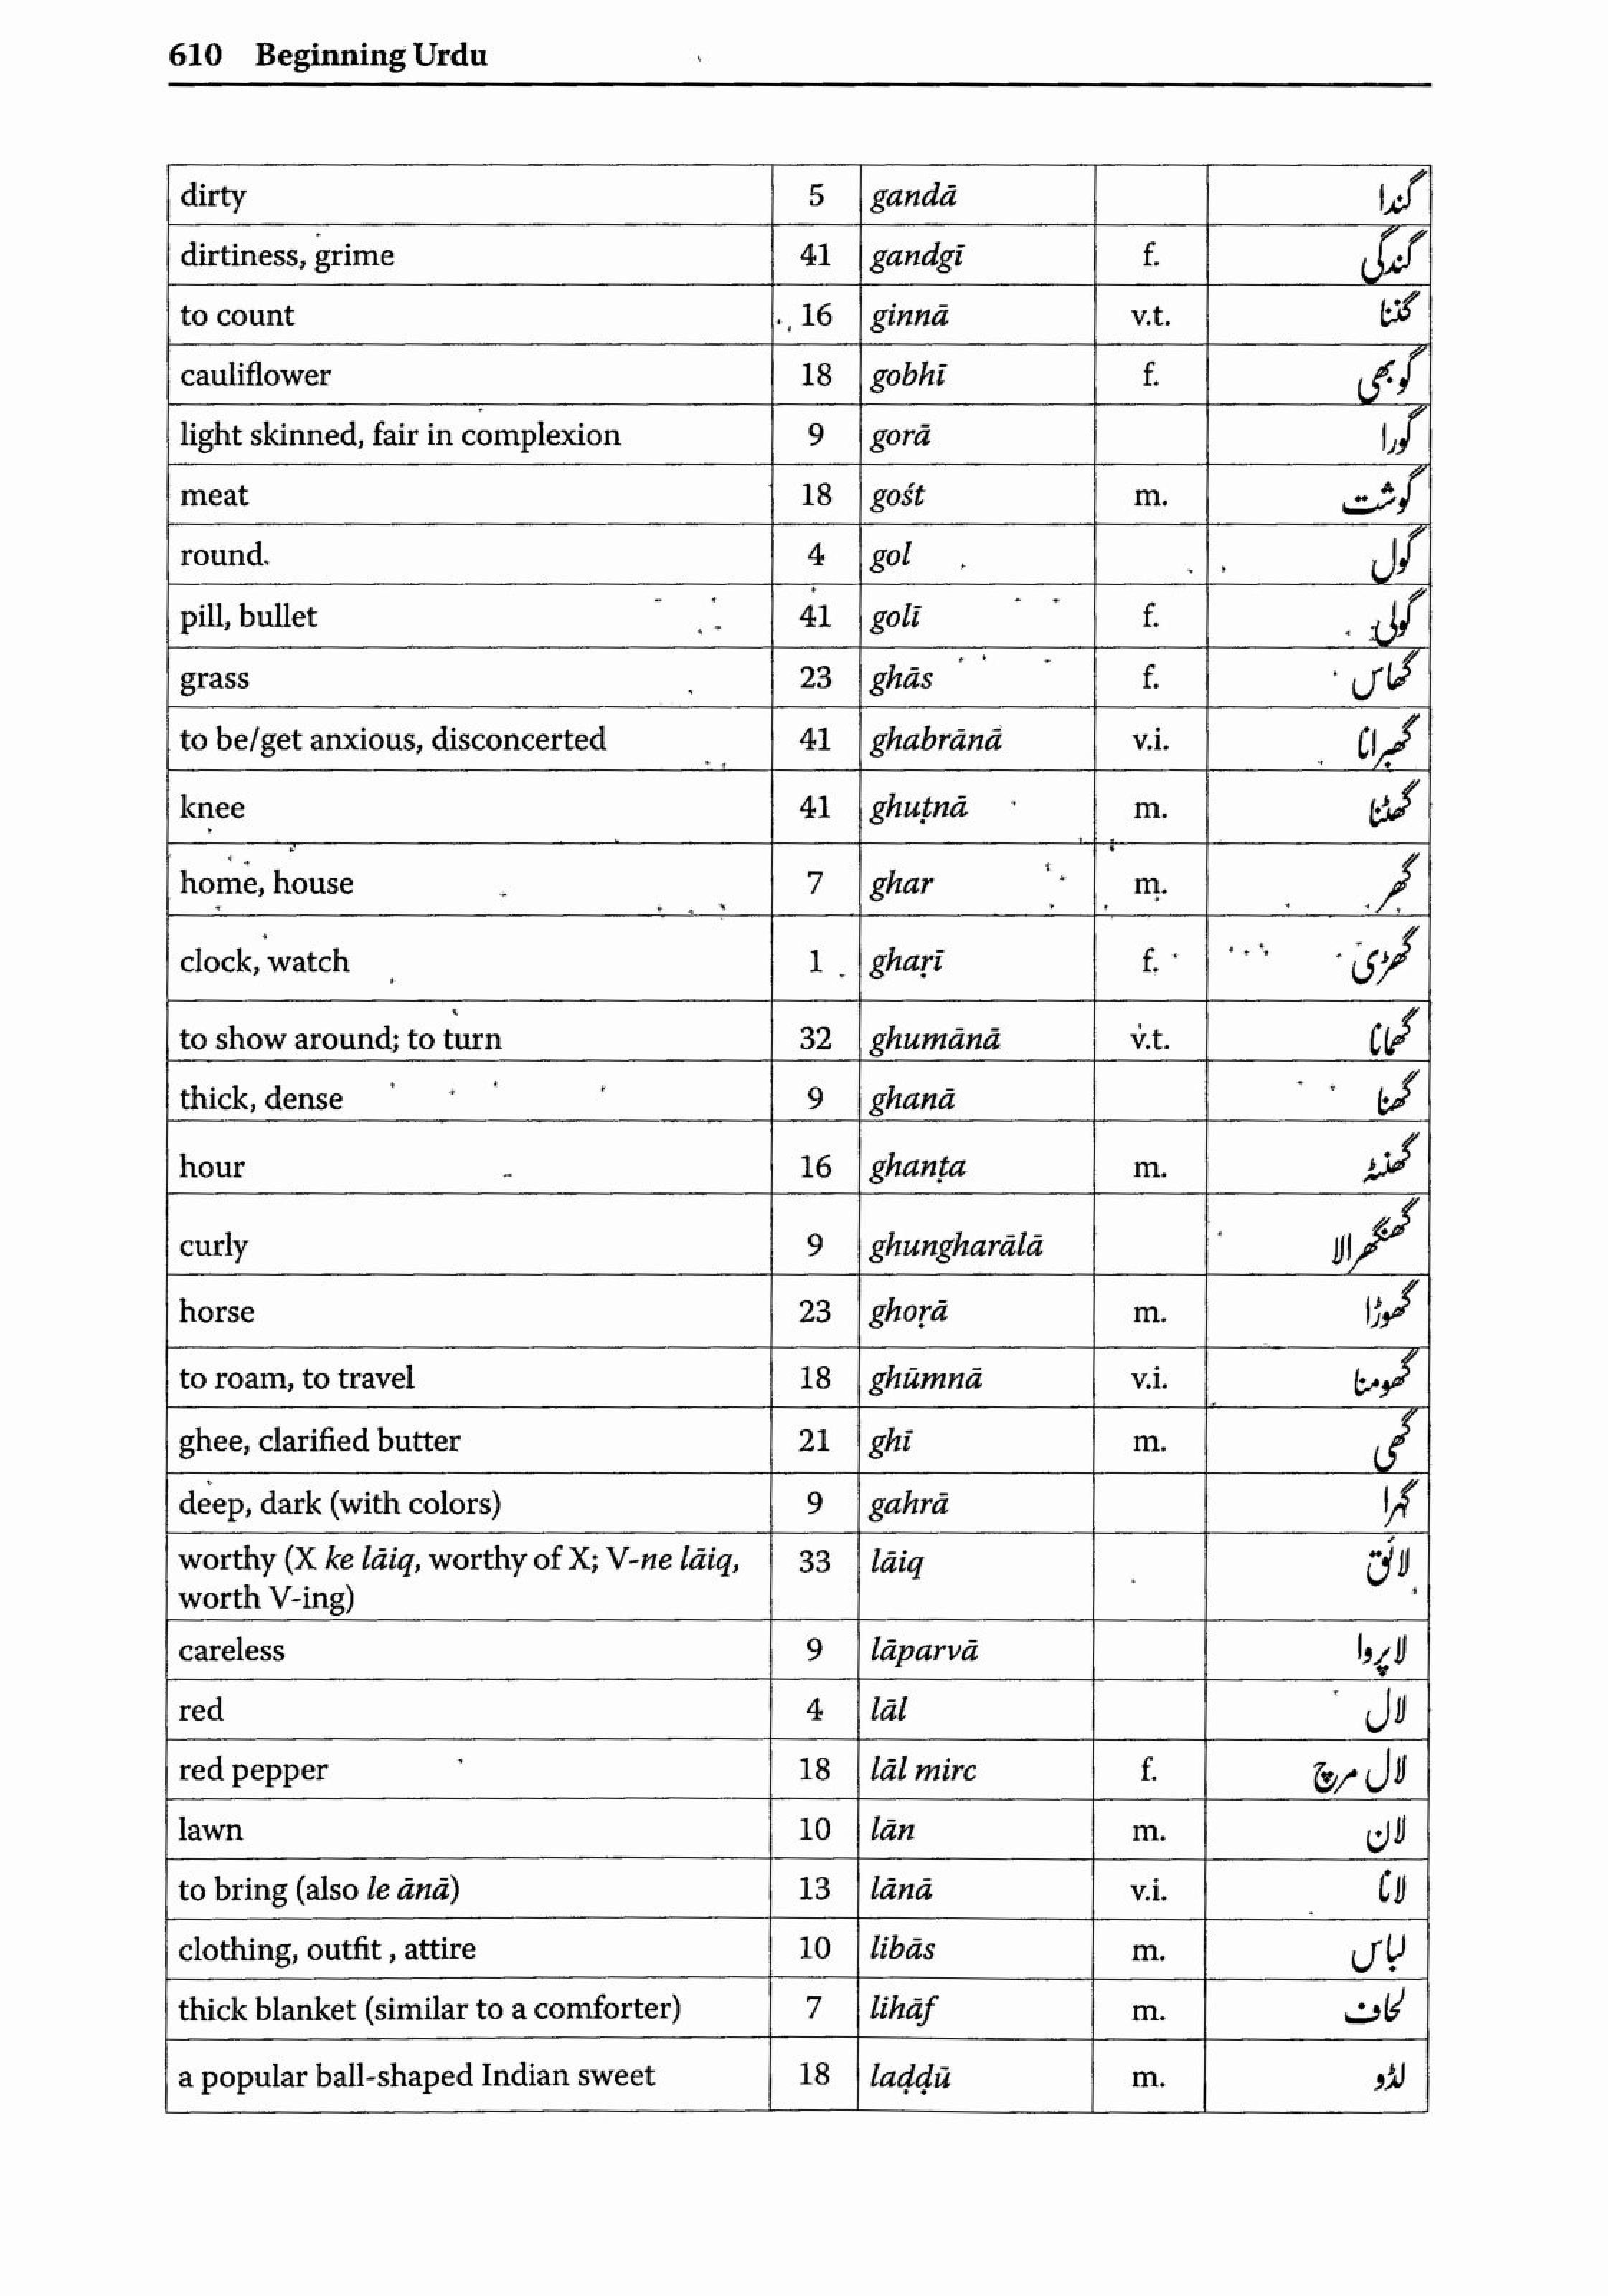 610 Beginning Urdu
dirty 5 gandā گندا
dirtiness, grime 41 gandgī f. گندگی
to count 16 ginnā v.t. گننا
cauliflower 18 gobhī f. گوبھی
light skinned, fair in complexion 9 gorā گورا
meat 18 gośt m. گوشت
round 4 gol گول
pill, bullet 41 golī f. گولی
grass 23 ghās f. گھاس
to be/get anxious, disconcerted 41 ghabrānā v.i. گھبرانا
knee 41 ghuṭnā m. گھٹنا
home, house 7 ghar m. گھر
clock, watch 1 ghaṛī f. گھڑی
to show around; to turn 32 ghumānā v.t. گھمانا
thick, dense 9 ghanā گھنا
hour 16 ghanṭa m. گھنٹہ
curly 9 ghungharālā گھنگھرالا
horse 23 ghoṛā m. گھوڑا
to roam, to travel 18 ghūmnā v.i. گھومنا
ghee, clarified butter 21 ghī m. گھی
deep, dark (with colors) 9 gahrā گہرا
worthy (X ke lāiq, worthy of X; V-ne lāiq, 33 lāiq لائق
worth V-ing)
careless 9 lāparvā لاپروا
red 4 lāl لال
red pepper 18 lāl mirc f. لال مرچ
lawn 10 lān m. لان
to bring (also le ānā) 13 lānā v.i. لانا
clothing, outfit , attire 10 libās m. لباس
thick blanket (similar to a comforter) 7 lihāf m. لحاف
a popular ball-shaped Indian sweet 18 laḍḍū m. لڈو